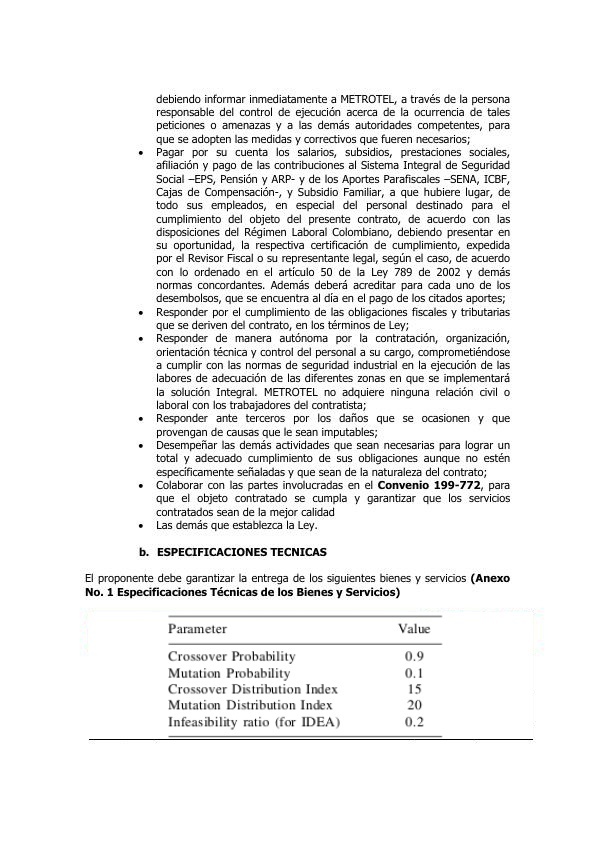 debiendo informar inmediatamente a METROTEL, a través de la persona
responsable del control de ejecución acerca de la ocurrencia de tales
peticiones o amenazas y a las demás autoridades competentes, para
que se adopten las medidas y correctivos que fueren necesarios;
• Pagar por su cuenta los salarios, subsidios, prestaciones sociales,
afiliación y pago de las contribuciones al Sistema Integral de Seguridad
Social –EPS, Pensión y ARP- y de los Aportes Parafiscales –SENA, ICBF,
Cajas de Compensación-, y Subsidio Familiar, a que hubiere lugar, de
todo sus empleados, en especial del personal destinado para el
cumplimiento del objeto del presente contrato, de acuerdo con las
disposiciones del Régimen Laboral Colombiano, debiendo presentar en
su oportunidad, la respectiva certificación de cumplimiento, expedida
por el Revisor Fiscal o su representante legal, según el caso, de acuerdo
con lo ordenado en el artículo 50 de la Ley 789 de 2002 y demás
normas concordantes. Además deberá acreditar para cada uno de los
desembolsos, que se encuentra al día en el pago de los citados aportes;
• Responder por el cumplimiento de las obligaciones fiscales y tributarias
que se deriven del contrato, en los términos de Ley;
• Responder de manera autónoma por la contratación, organización,
orientación técnica y control del personal a su cargo, comprometiéndose
a cumplir con las normas de seguridad industrial en la ejecución de las
labores de adecuación de las diferentes zonas en que se implementará
la solución Integral. METROTEL no adquiere ninguna relación civil o
laboral con los trabajadores del contratista;
• Responder ante terceros por los daños que se ocasionen y que
provengan de causas que le sean imputables;
• Desempeñar las demás actividades que sean necesarias para lograr un
total y adecuado cumplimiento de sus obligaciones aunque no estén
específicamente señaladas y que sean de la naturaleza del contrato;
• Colaborar con las partes involucradas en el Convenio 199-772, para
que el objeto contratado se cumpla y garantizar que los servicios
contratados sean de la mejor calidad
• Las demás que establezca la Ley.
b. ESPECIFICACIONES TECNICAS
El proponente debe garantizar la entrega de los siguientes bienes y servicios (Anexo
No. 1 Especificaciones Técnicas de los Bienes y Servicios)
Parameter Value
Crossover Probability 0.9
Mutation Probability 0.1
Crossover Distribution Index 15
Mutation Distribution Index 20
Infeasibility ratio (for IDEA) 0.2